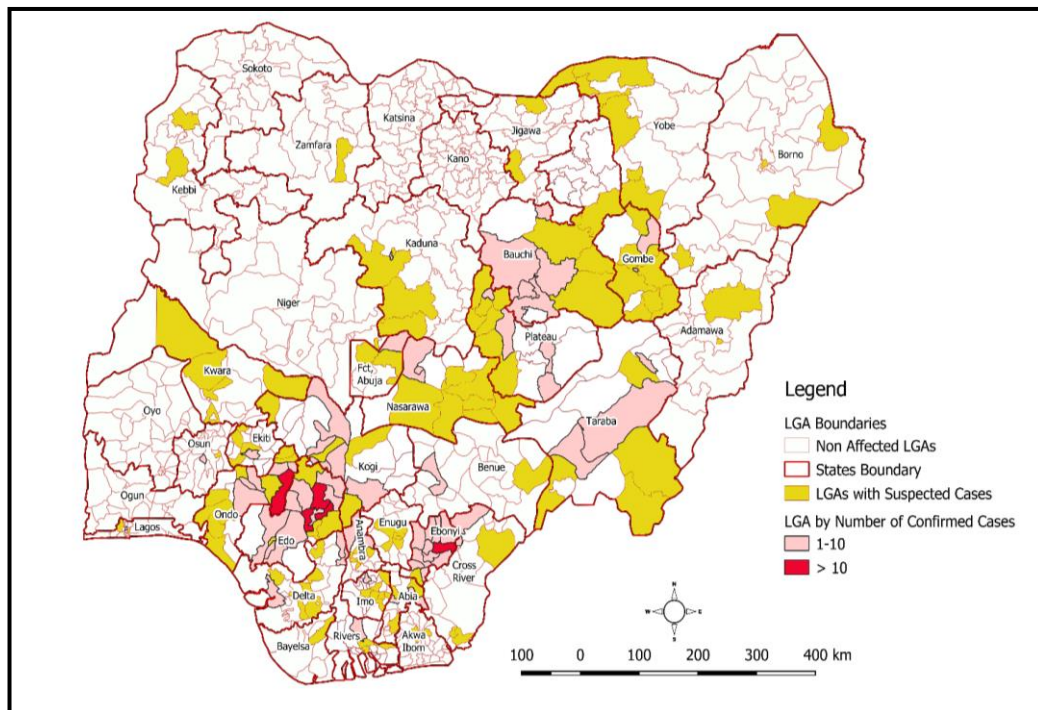 Sokoto
Katsina
Jigawa
Yobe
Borno
Zamfara
Kano
Kebbi
Kaduna
Bauchi
Gombe
Niger
Adamawa
Plateau
Fct,
Abuja
Kwara
Nasarawa
Taraba
Oyo
Osun
Ekiti
Kogi
Benue
Ogun
Ondo
Lagos
Edo
Anambra
Enugu
Ebonyi
Cross
River
Delta
Imo
Abia
Bayelsa
Rivers
Akwa
Ibom
Legend
LGA Boundaries
Non Affected LGAs
States Boundary
LGAs with Suspected Cases
LGA by Number of Confirmed Cases
1-10
> 10
N
W E
S
100 0 100 200 300 400 km